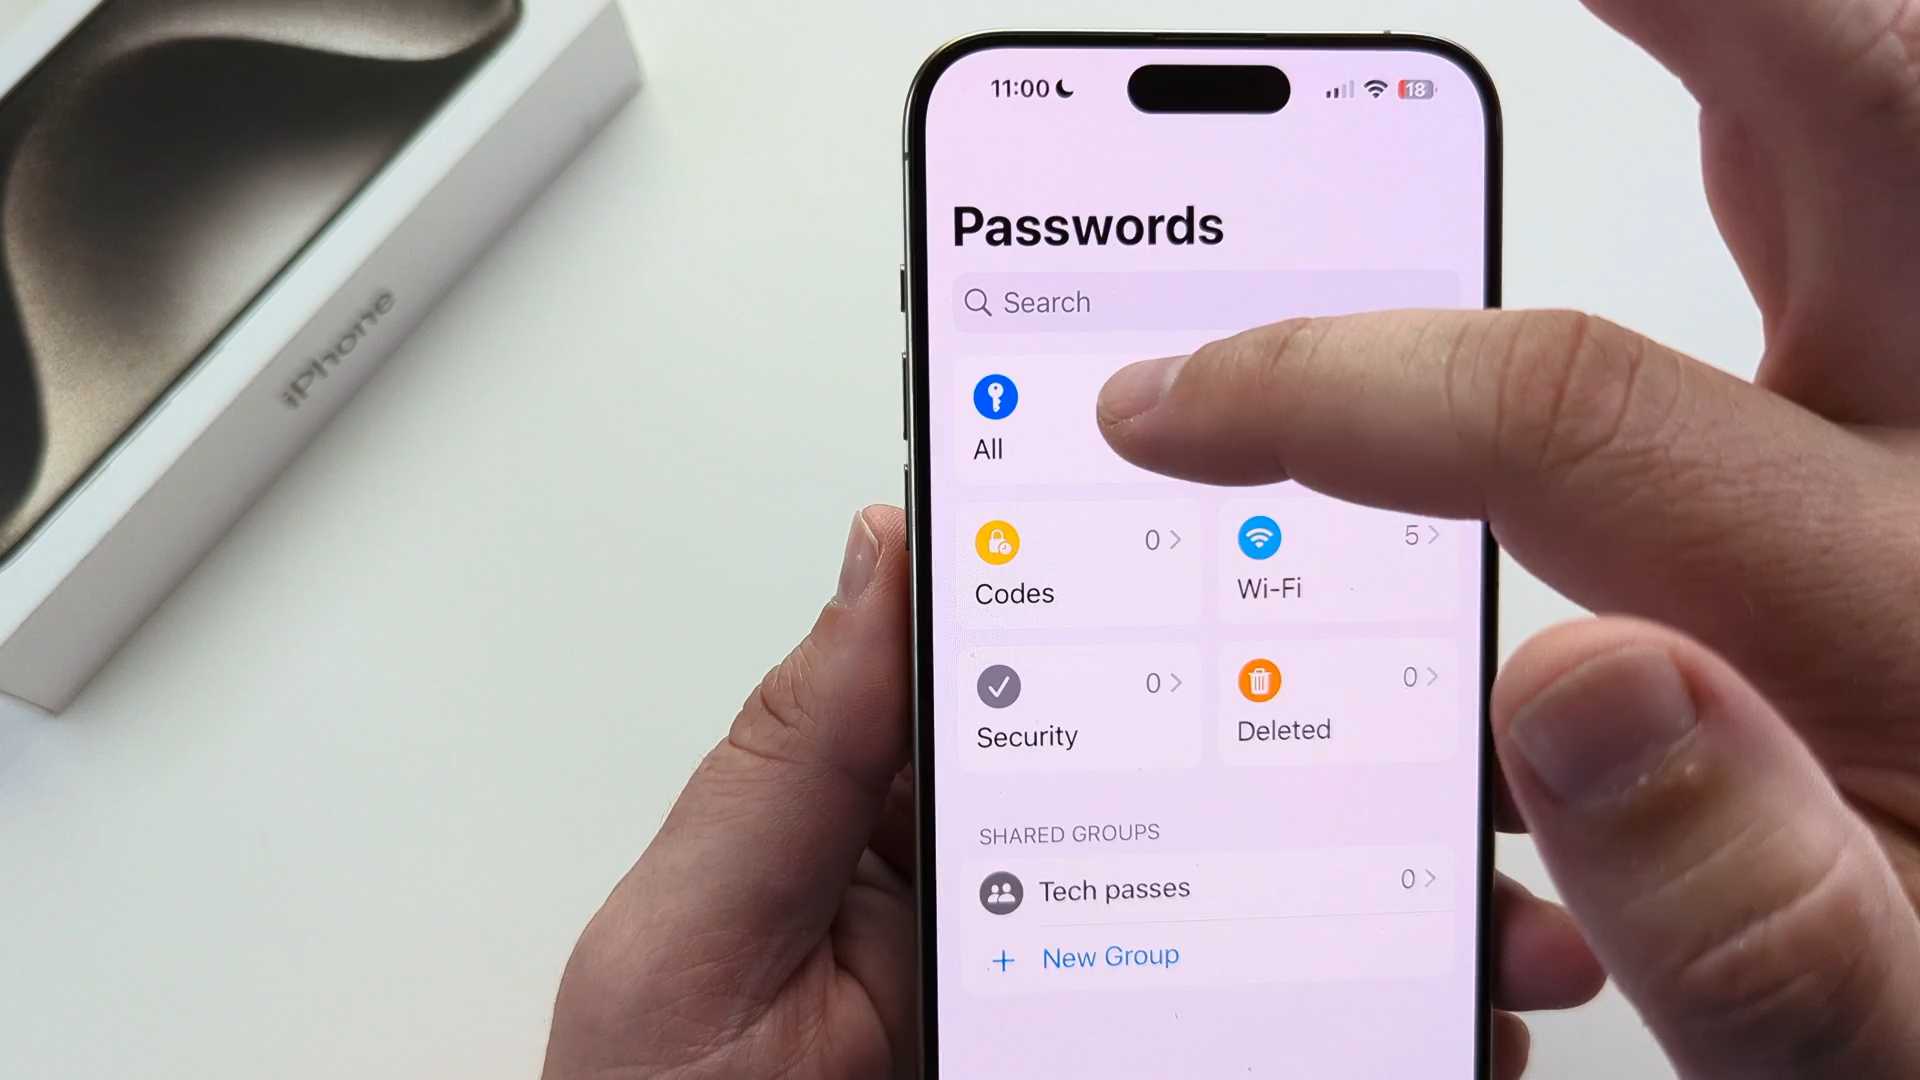 iPhone
11:00
18
Passwords
Search
All
0
Codes
5
Wi-Fi
0
Security
0
Deleted
SHARED GROUPS
Tech passes 0
+ New Group